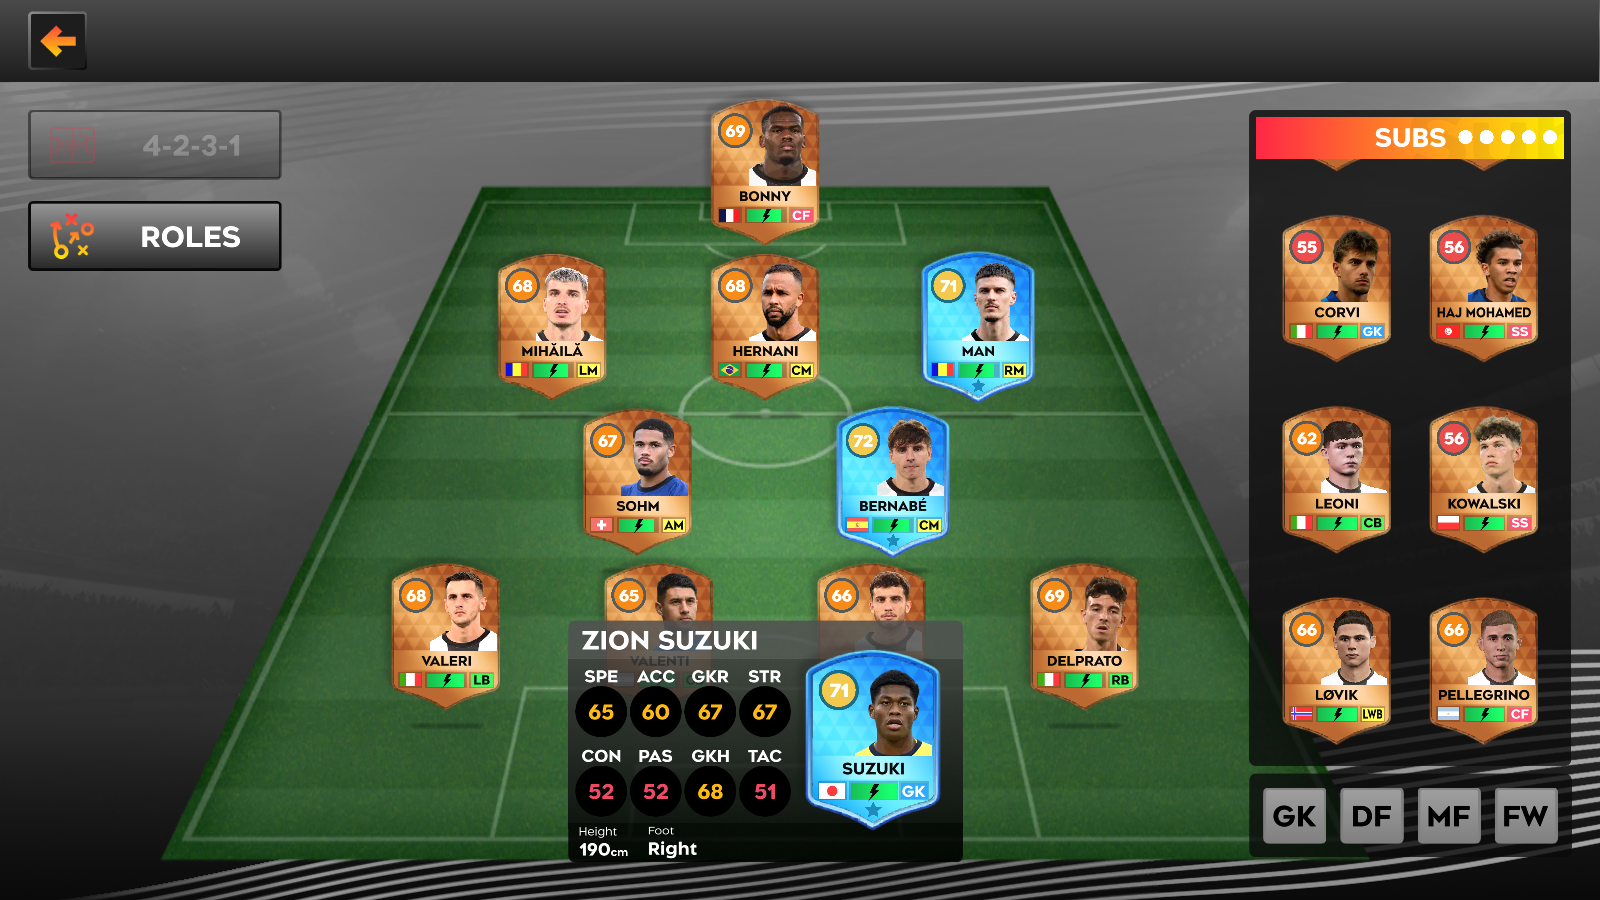 4-2-3-1
ROLES
69
BONNY
CF
68
MIHĂILĂ
LM
68
HERNANI
CM
71
MAN
RM
67
SOHM
AM
72
BERNABÉ
CM
68
VALERI
LB
65
VALENTI
66
69
DELPRATO
RB
ZION SUZUKI
SPE ACC GKR STR
65 60 67 67
CON PAS GKH TAC
52 52 68 51
Height Foot
190cm Right
71
SUZUKI
GK
SUBS
55
CORVI
GK
56
HAJ MOHAMED
SS
62
LEONI
CB
56
KOWALSKI
SS
66
LØVIK
LWB
66
PELLEGRINO
CF
GK DF MF FW